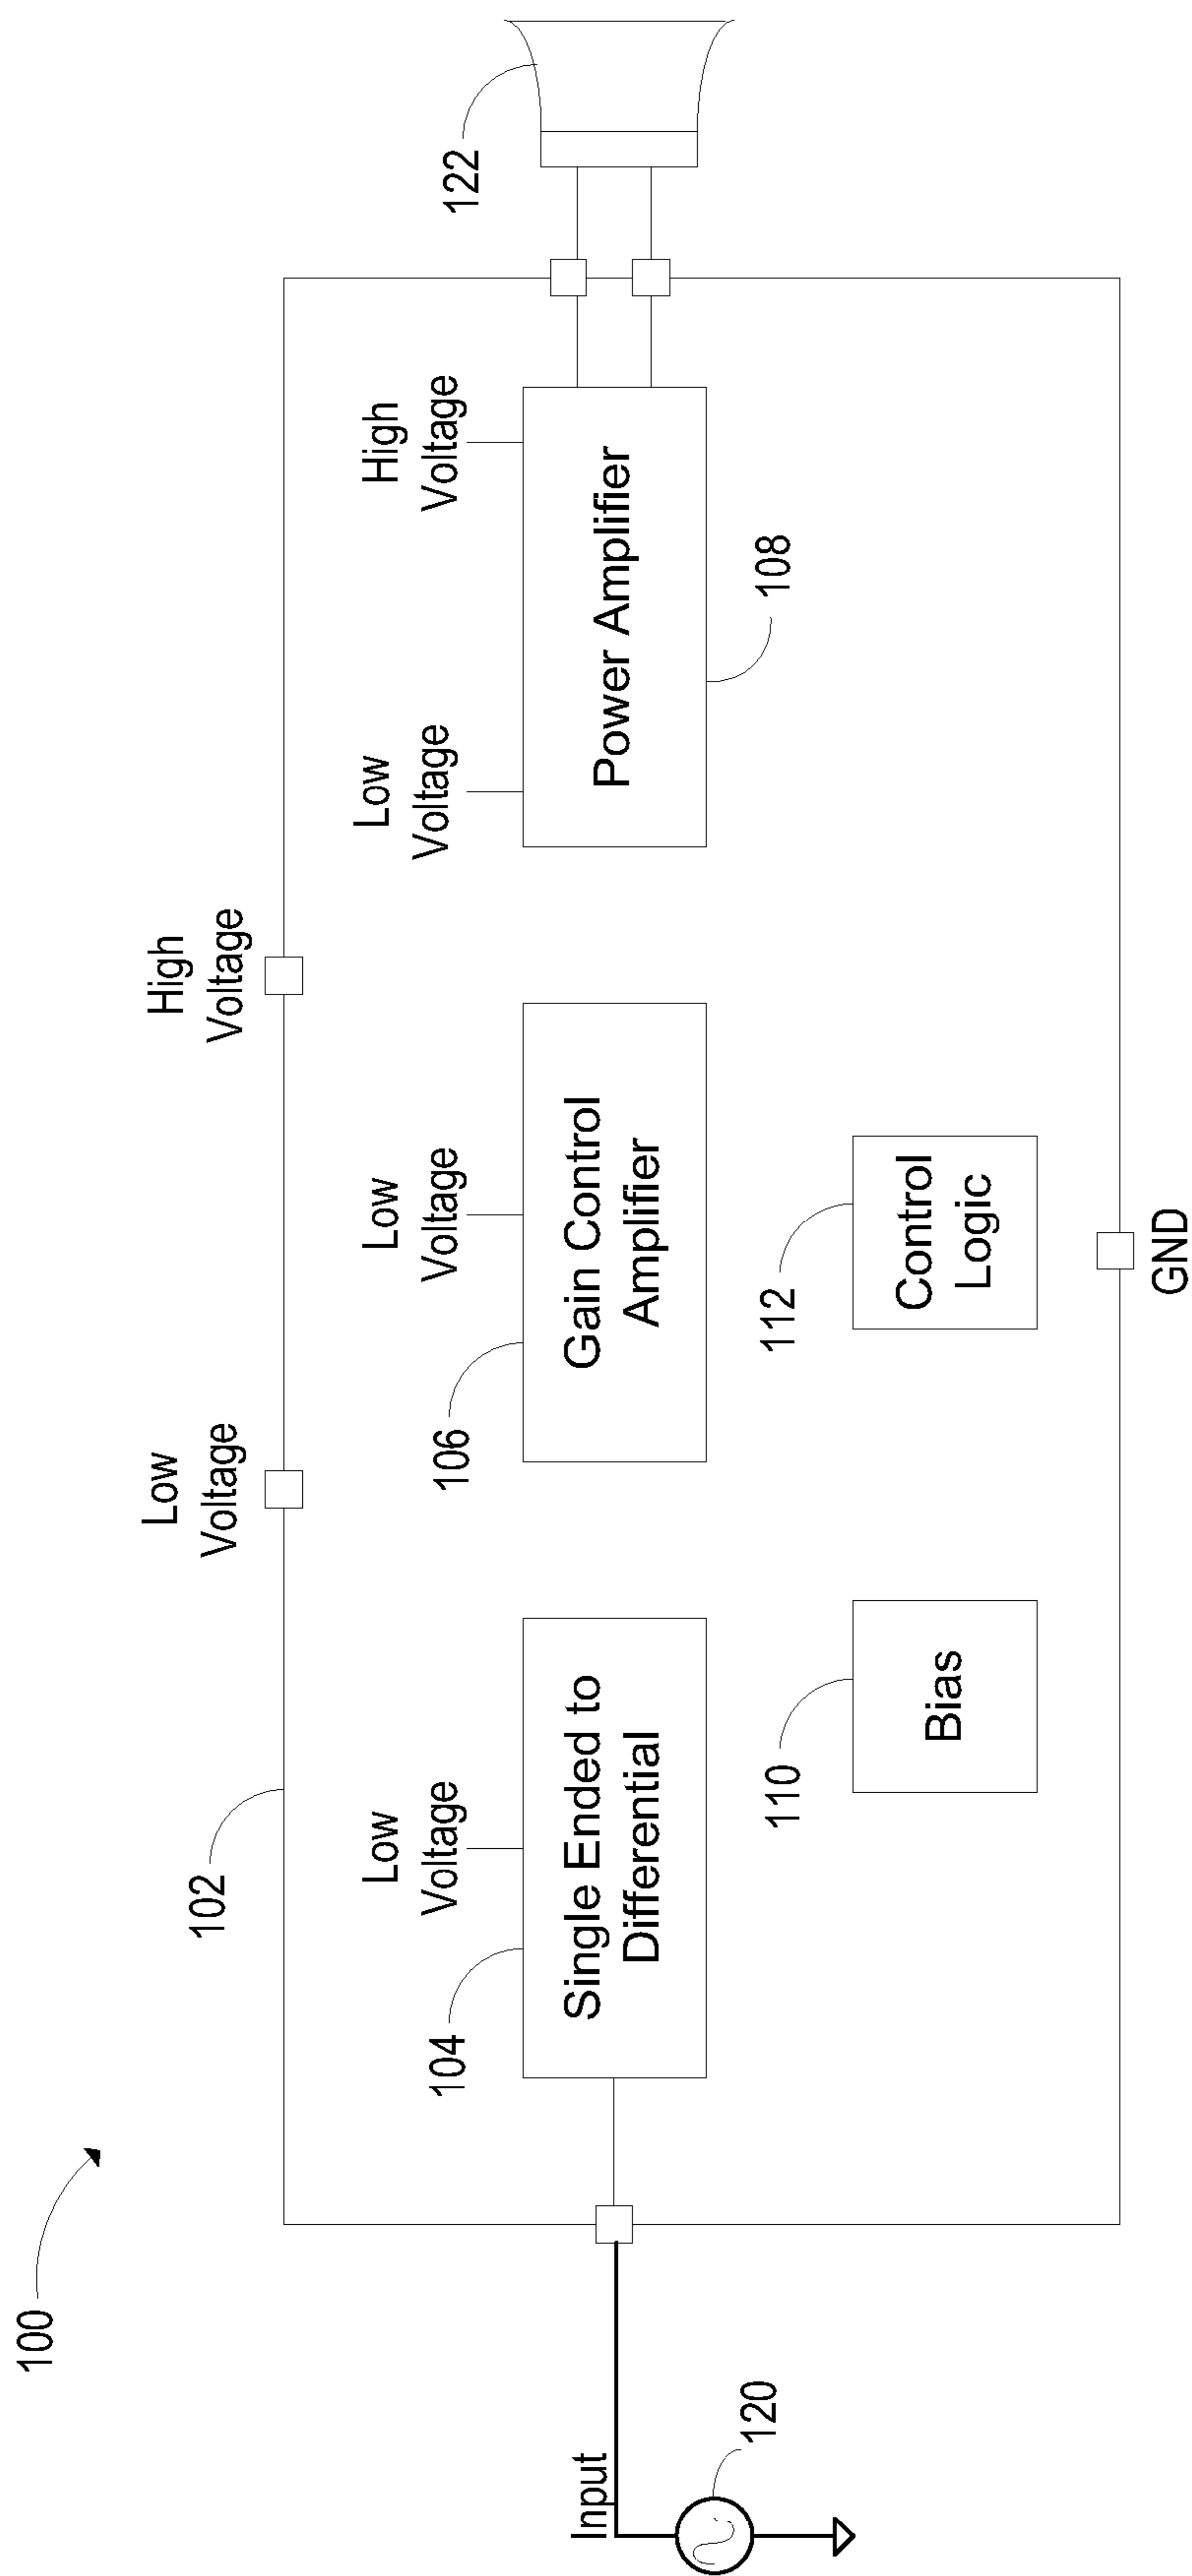 100
102
Low
Voltage
High
Voltage
104
Low
Voltage
106
Low
Voltage
Low
Voltage
High
Voltage
122
Input
Single Ended to
Differential
Gain Control
Amplifier
Power Amplifier
120
110
112
108
Bias
Control
Logic
GND